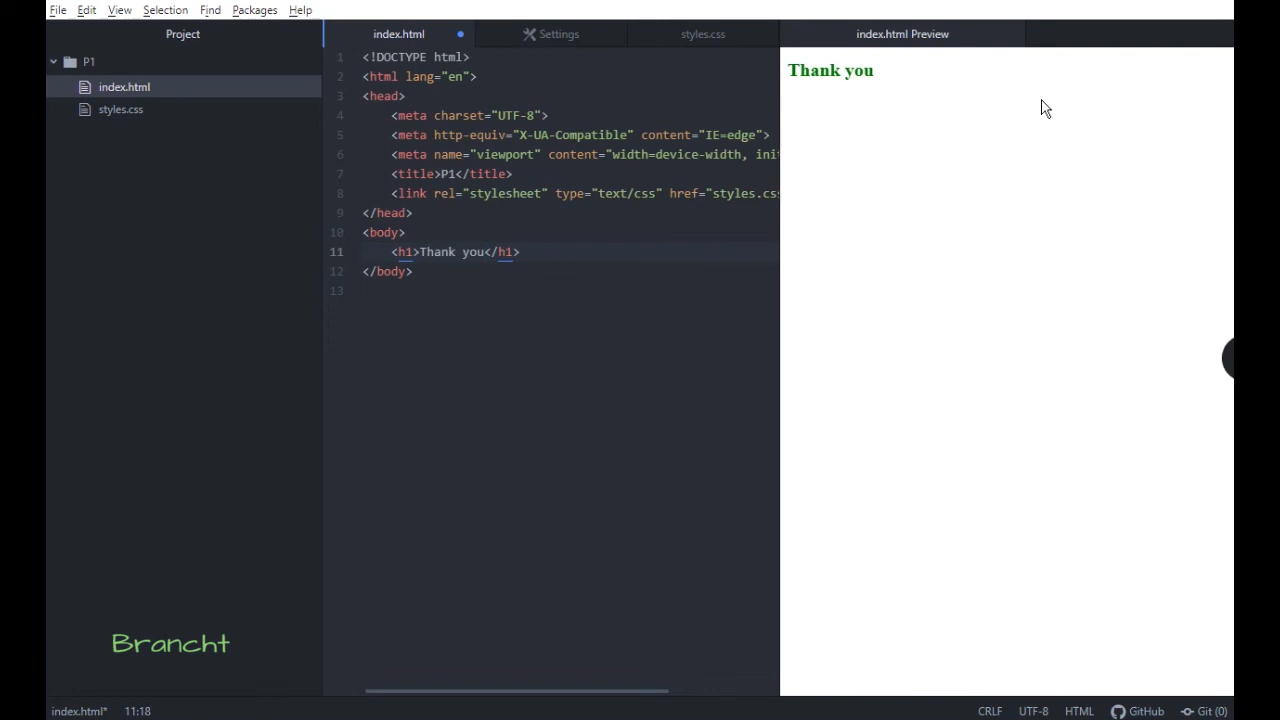 File Edit View Selection Find Packages Help
Project
index.html
Settings
styles.css
index.html Preview
P1
index.html
styles.css
1 <!DOCTYPE html>
2 <html lang="en">
3 <head>
4 <meta charset="UTF-8">
5 <meta http-equiv="X-UA-Compatible" content="IE=edge">
6 <meta name="viewport" content="width=device-width, ini
7 <title>P1</title>
8 <link rel="stylesheet" type="text/css" href="styles.css
9 </head>
10 <body>
11 <h1>Thank you</h1>
12 </body>
13
Thank you
Brancht
index.html* 11:18
CRLF UTF-8 HTML GitHub Git (0)